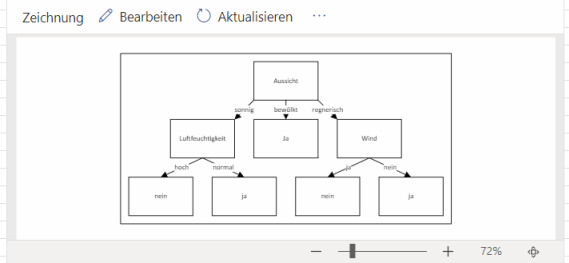 Zeichnung Bearbeiten Aktualisieren ...
Aussicht
sonnig bewölkt regnerisch
Luftfeuchtigkeit Ja Wind
hoch normal ja nein
nein ja nein ja
72%